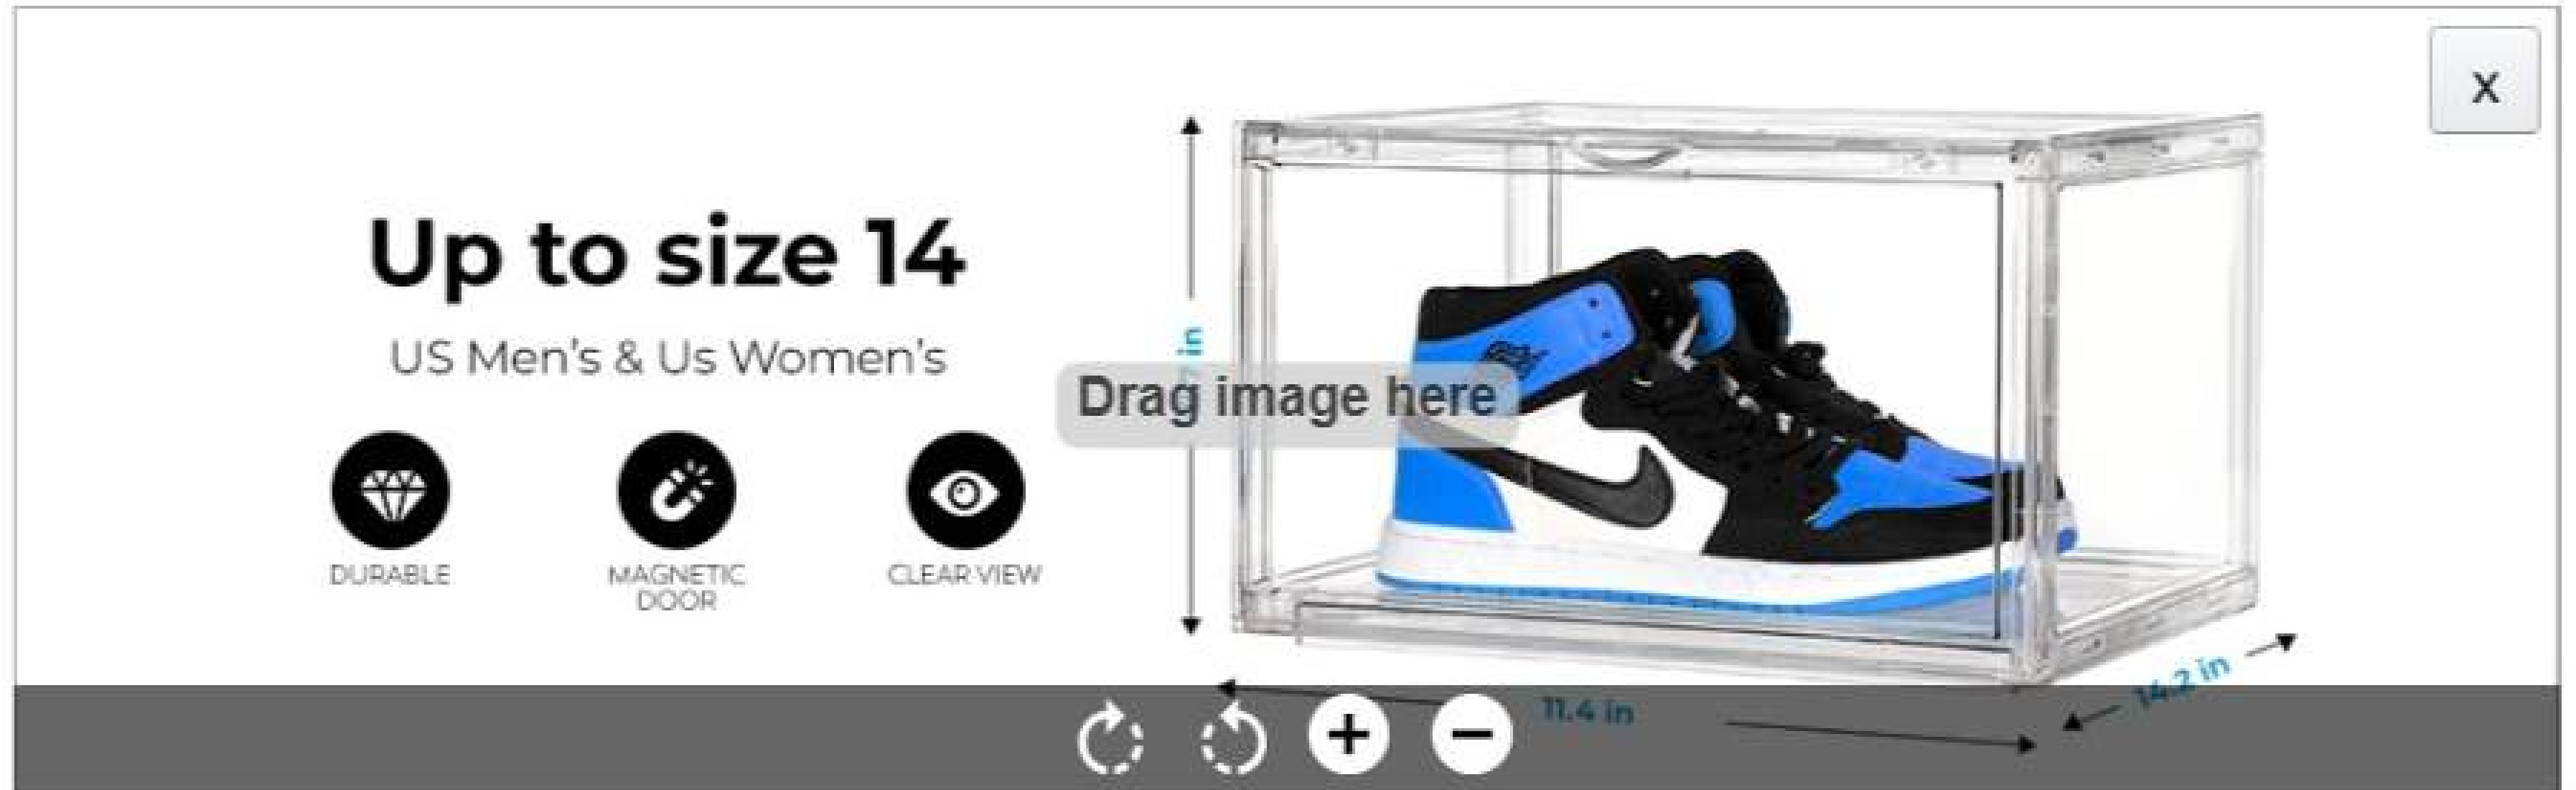 X
Up to size 14
US Men's & Us Women's
in
Drag image here
DURABLE
MAGNETIC
DOOR
CLEAR VIEW
11.4 in
14.2 in